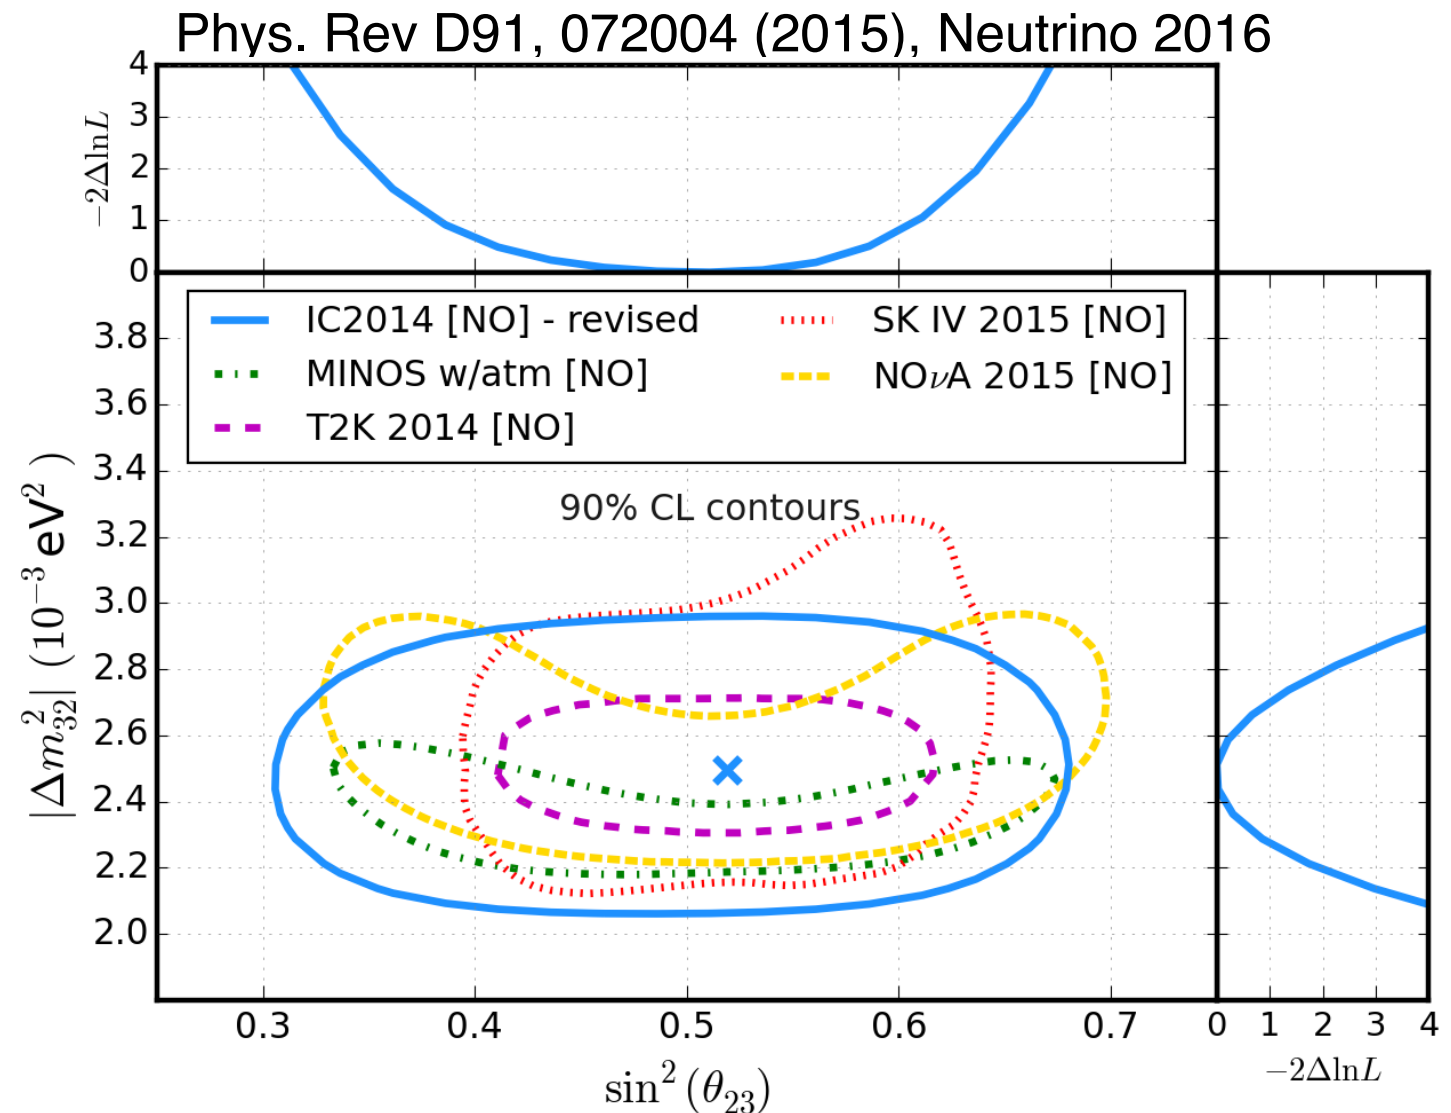 Phys. Rev D91, 072004 (2015), Neutrino 2016
4
3
2
1
0
−2ΔlnL
IC2014 [NO] - revised
MINOS w/atm [NO]
T2K 2014 [NO]
SK IV 2015 [NO]
NOνA 2015 [NO]
90% CL contours
3.8
3.6
3.4
3.2
3.0
2.8
2.6
2.4
2.2
2.0
|Δm²₃₂| (10⁻³ eV²)
0.3 0.4 0.5 0.6 0.7
sin²(θ₂₃)
0 1 2 3 4
−2ΔlnL